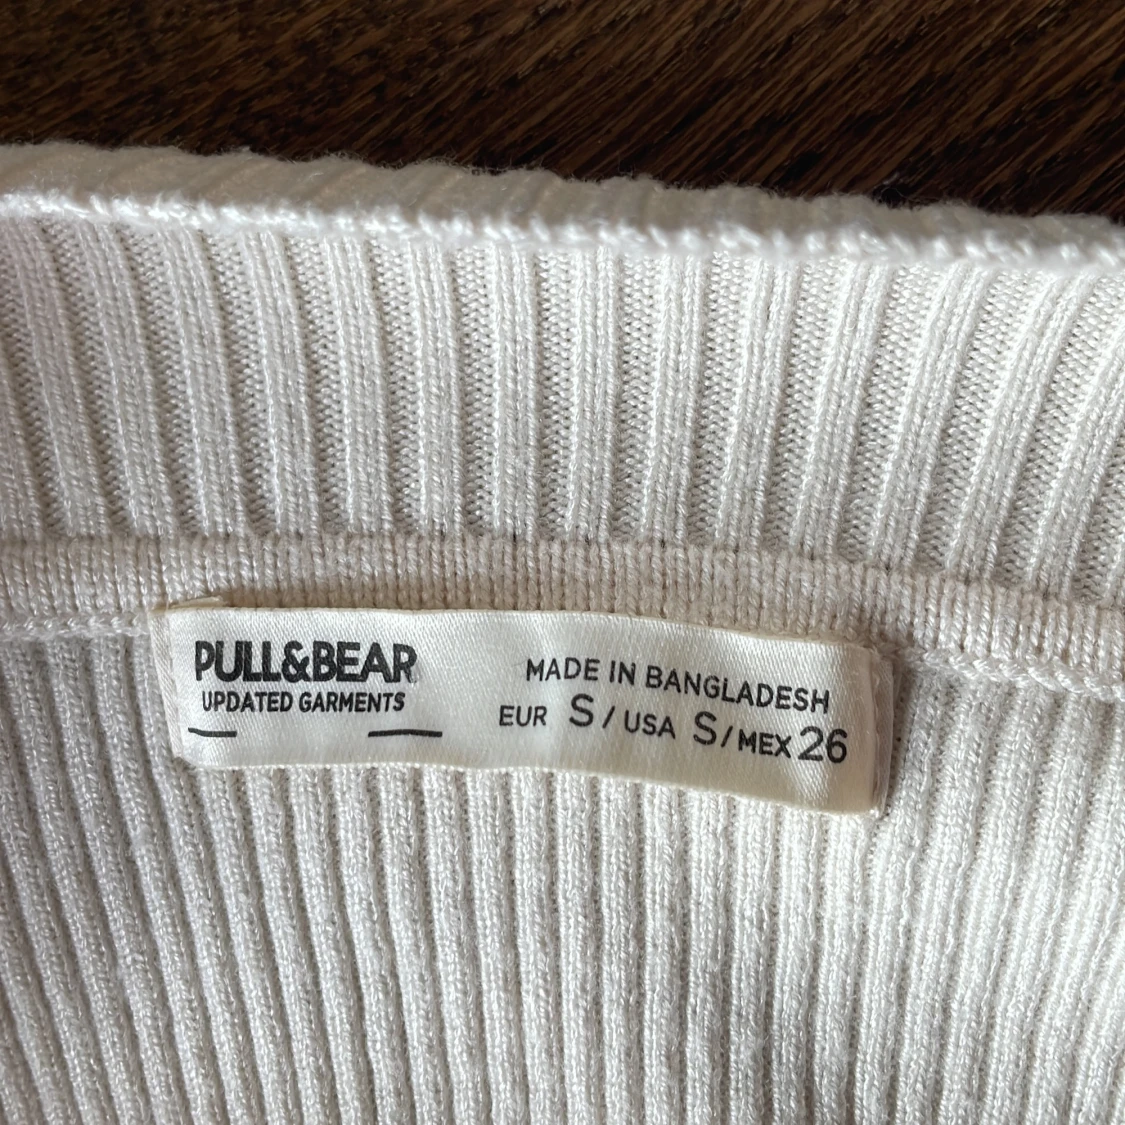 PULL&BEAR
UPDATED GARMENTS
MADE IN BANGLADESH
EUR S / USA S / MEX 26